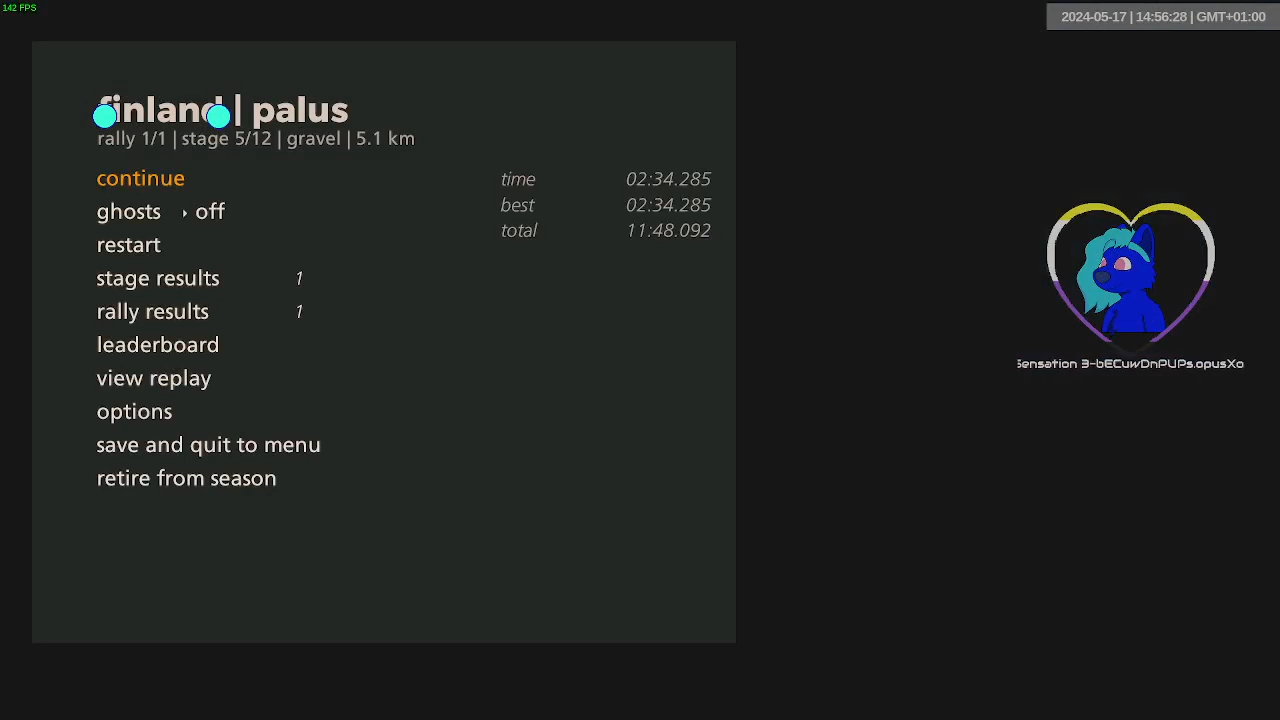 142 FPS
2024-05-17 | 14:56:28 | GMT+01:00
finland | palus
rally 1/1 | stage 5/12 | gravel | 5.1 km
continue
ghosts ‣ off
restart
stage results 1
rally results 1
leaderboard
view replay
options
save and quit to menu
retire from season
time 02:34.285
best 02:34.285
total 11:48.092
Sensation 3-bECuwDnPUPs.opusXo